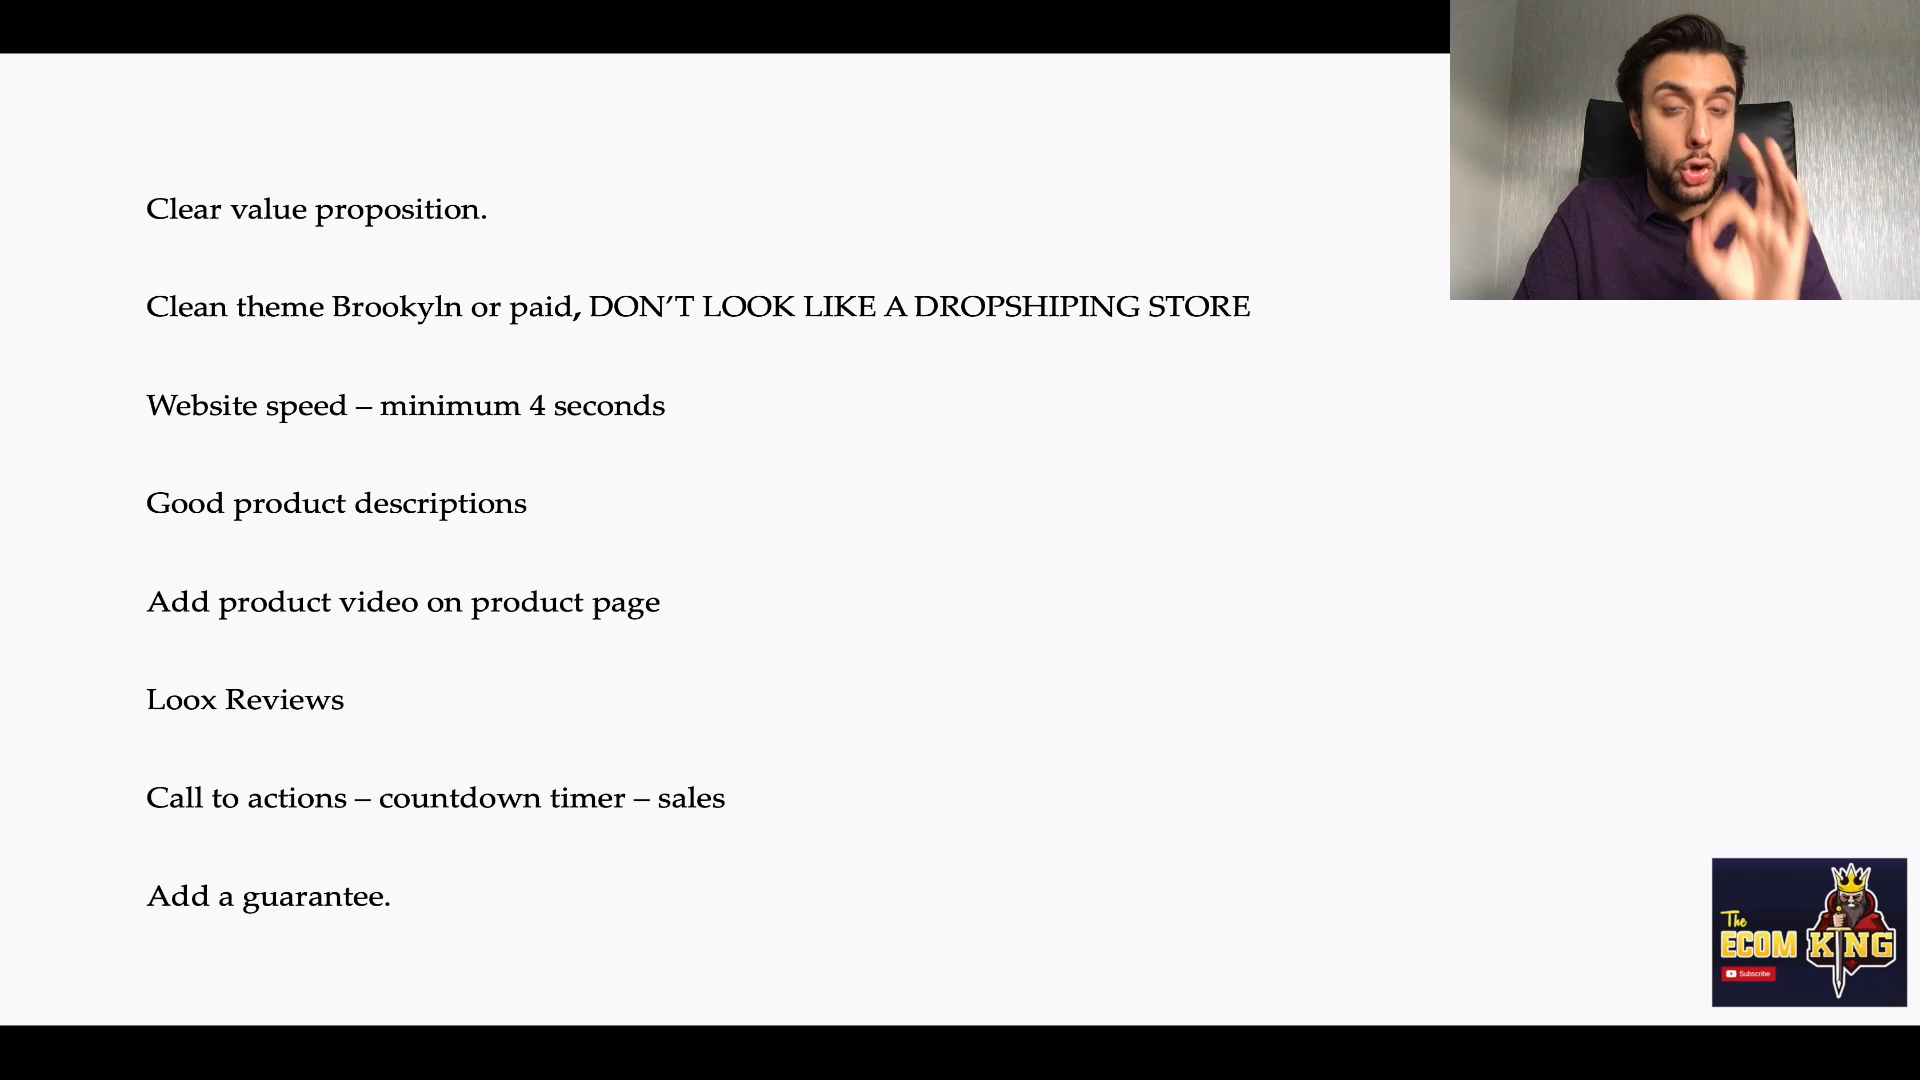 Clear value proposition.
Clean theme Brookyln or paid, DON’T LOOK LIKE A DROPSHIPING STORE
Website speed – minimum 4 seconds
Good product descriptions
Add product video on product page
Loox Reviews
Call to actions – countdown timer – sales
Add a guarantee.
The
ECOM KING
Subscribe